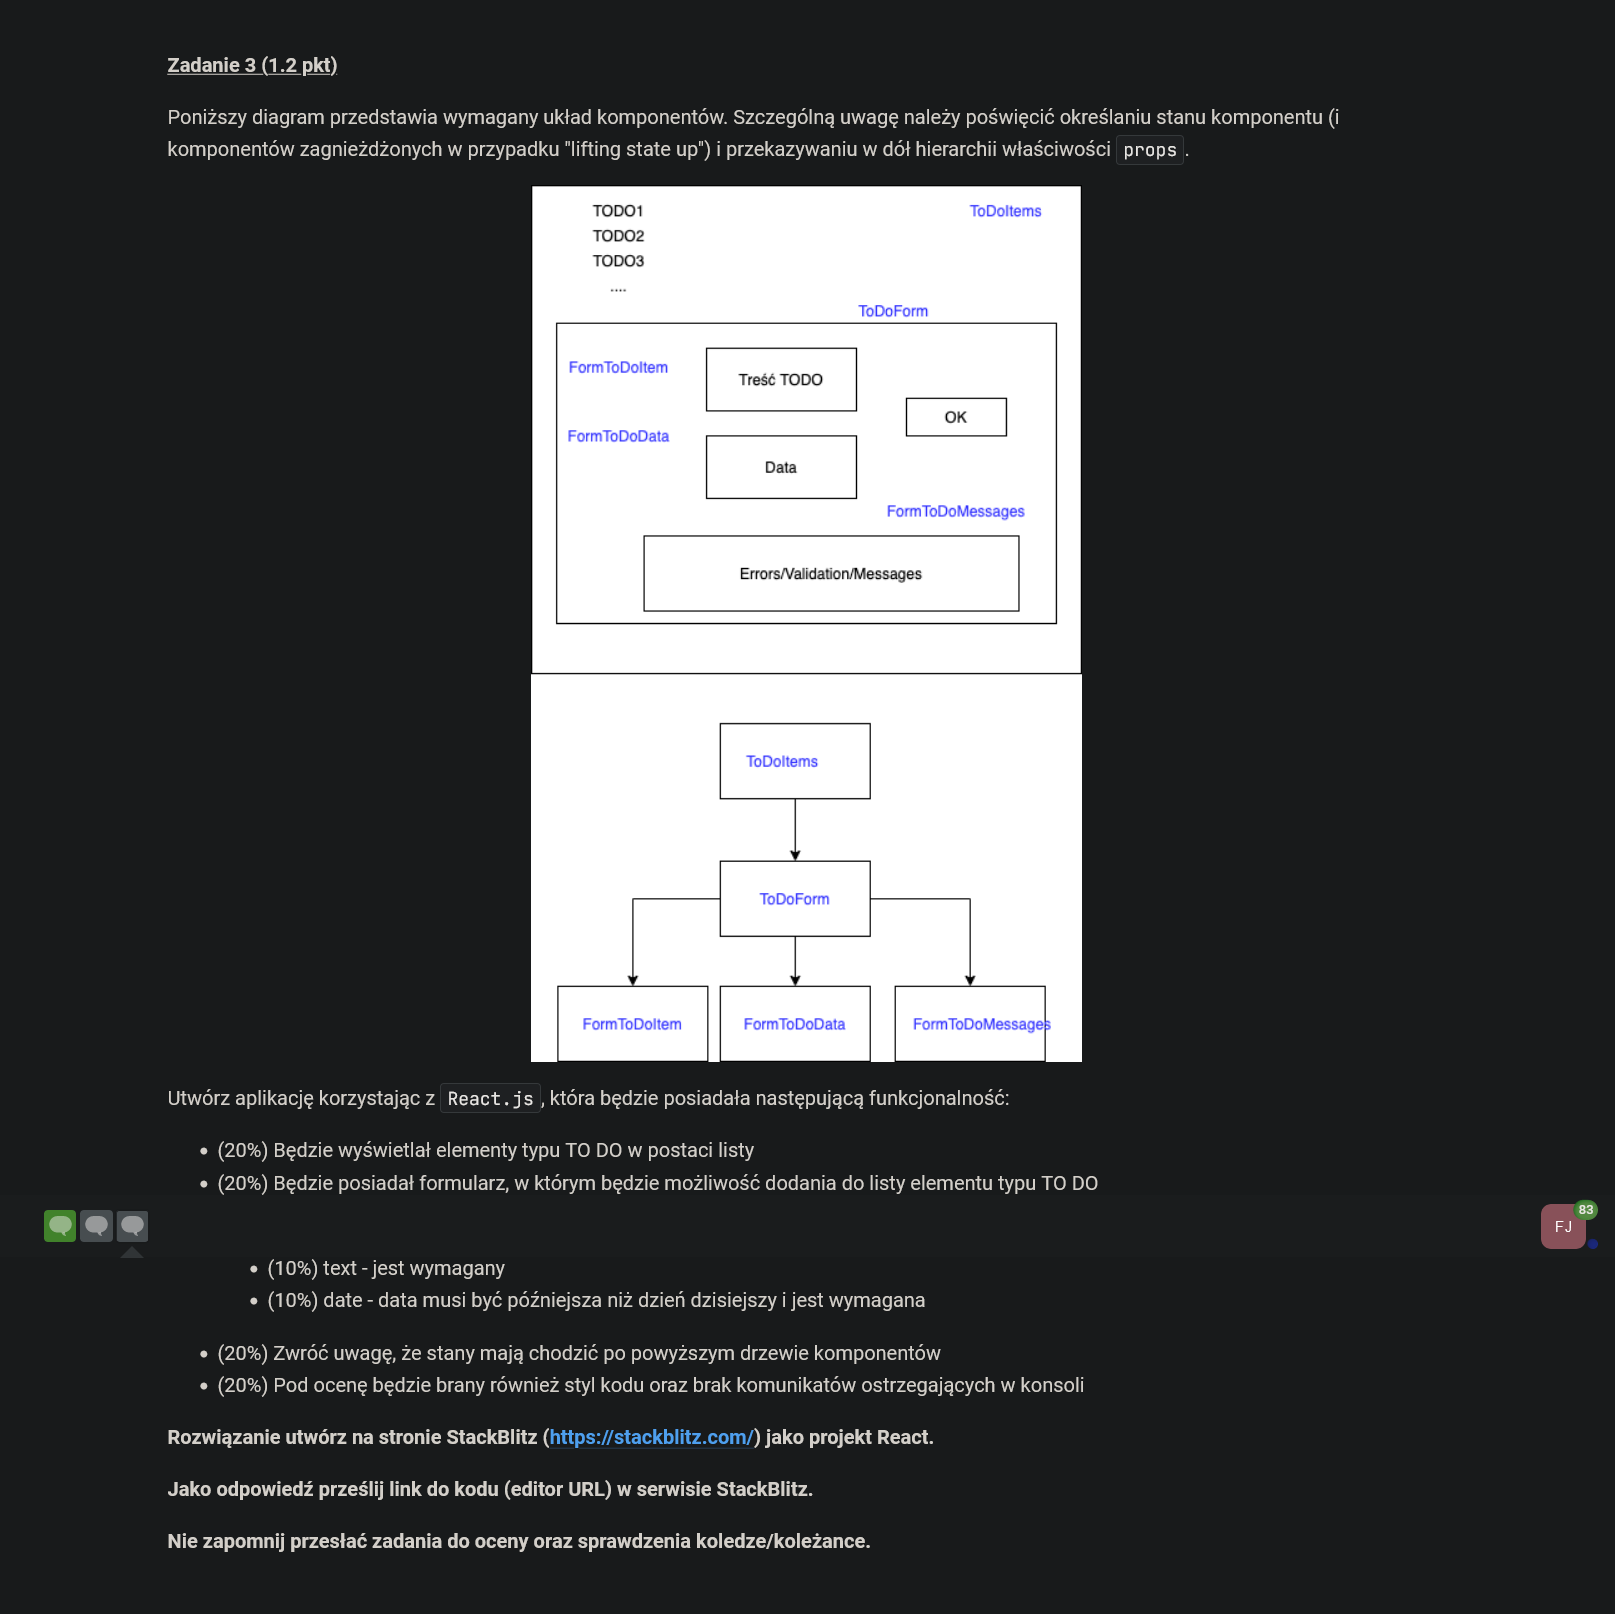 Zadanie 3 (1.2 pkt)
Poniższy diagram przedstawia wymagany układ komponentów. Szczególną uwagę należy poświęcić określaniu stanu komponentu (i
komponentów zagnieżdżonych w przypadku "lifting state up") i przekazywaniu w dół hierarchii właściwości props.
TODO1
ToDoItems
TODO2
TODO3
....
ToDoForm
FormToDoItem
Treść TODO
OK
FormToDoData
Data
FormToDoMessages
Errors/Validation/Messages
ToDoItems
ToDoForm
FormToDoItem
FormToDoData
FormToDoMessages
Utwórz aplikację korzystając z React.js, która będzie posiadała następującą funkcjonalność:
• (20%) Będzie wyświetlał elementy typu TO DO w postaci listy
• (20%) Będzie posiadał formularz, w którym będzie możliwość dodania do listy elementu typu TO DO
83
FJ
• (10%) text - jest wymagany
• (10%) date - data musi być późniejsza niż dzień dzisiejszy i jest wymagana
• (20%) Zwróć uwagę, że stany mają chodzić po powyższym drzewie komponentów
• (20%) Pod ocenę będzie brany również styl kodu oraz brak komunikatów ostrzegających w konsoli
Rozwiązanie utwórz na stronie StackBlitz (https://stackblitz.com/) jako projekt React.
Jako odpowiedź prześlij link do kodu (editor URL) w serwisie StackBlitz.
Nie zapomnij przesłać zadania do oceny oraz sprawdzenia koledze/koleżance.